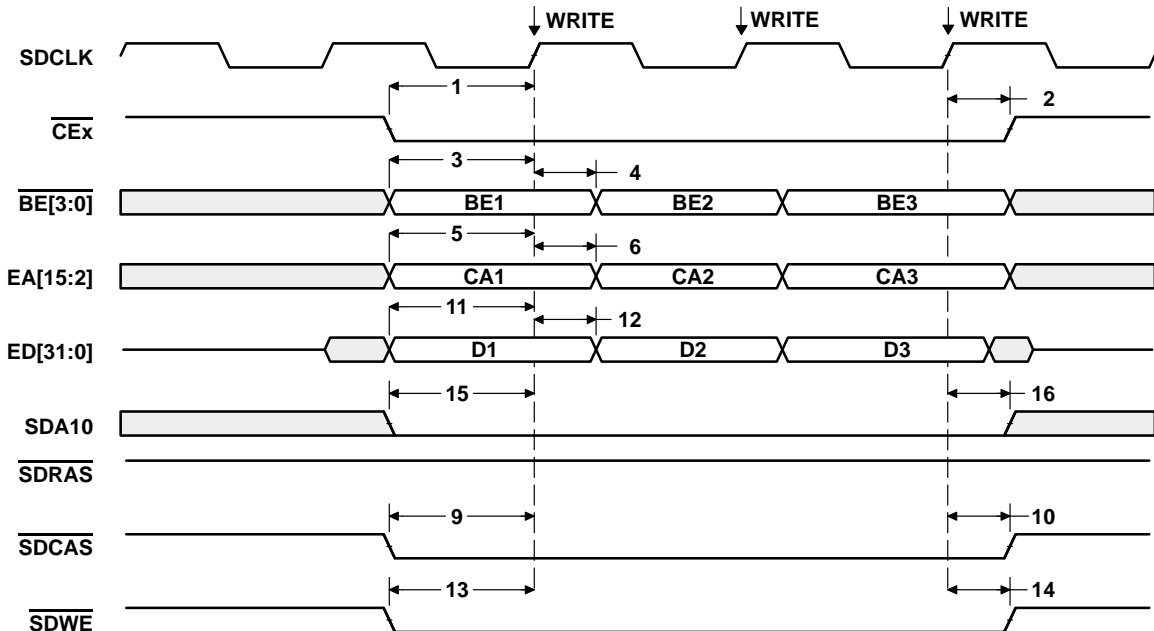 WRITE WRITE WRITE
SDCLK
1 2
CEx
3 4
BE[3:0] BE1 BE2 BE3
5 6
EA[15:2] CA1 CA2 CA3
11 12
ED[31:0] D1 D2 D3
15 16
SDA10
SDRAS
9 10
SDCAS
13 14
SDWE